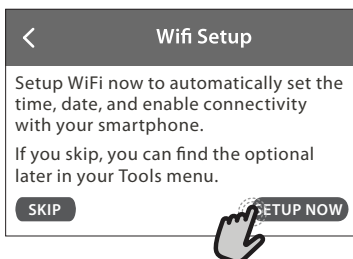 Wifi Setup
Setup WiFi now to automatically set the
time, date, and enable connectivity
with your smartphone.
If you skip, you can find the optional
later in your Tools menu.
SKIP
SETUP NOW